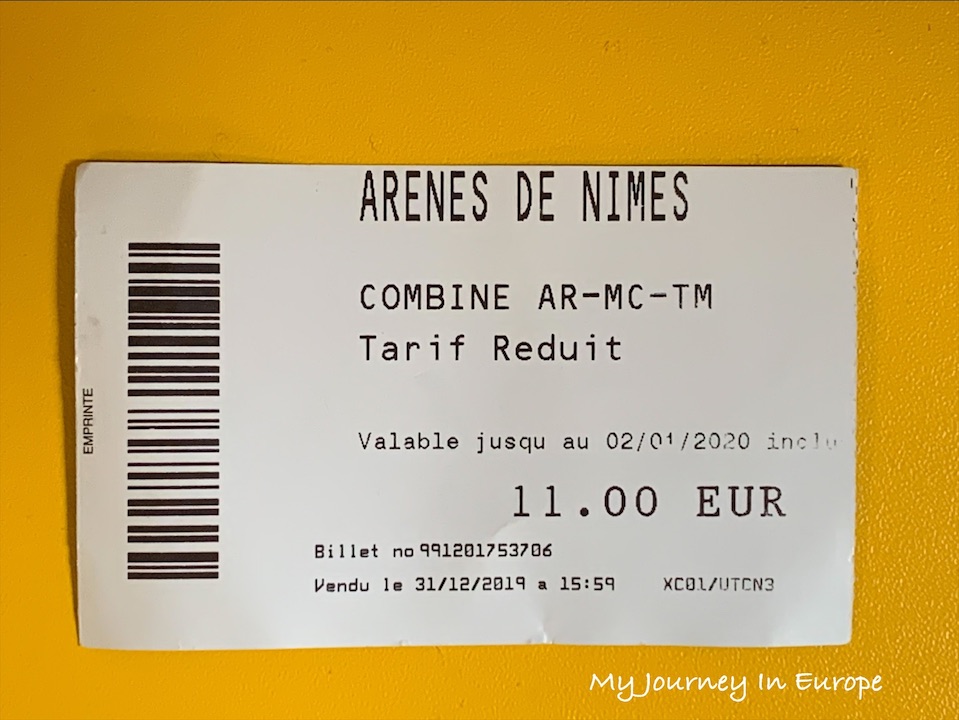 ARENES DE NIMES
COMBINE AR-MC-TM
Tarif Reduit
Valable jusqu au 02/01/2020 inclu
11.00 EUR
EMPRINTE
Billet no 991201753706
Vendu le 31/12/2019 a 15:59 XC01/UTCN3
My Journey In Europe